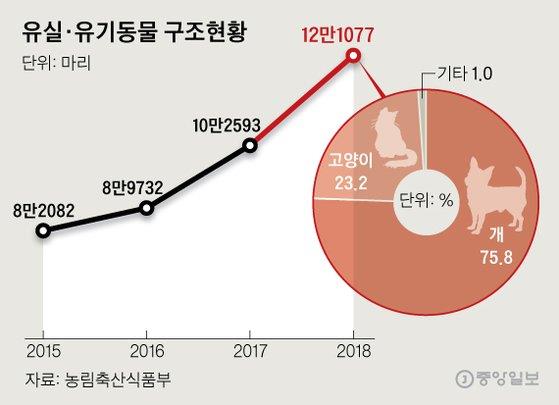 유실·유기동물 구조현황
단위: 마리
12만1077
10만2593
8만9732
8만2082
기타 1.0
고양이
23.2
단위: %
개
75.8
2015
2016
2017
2018
자료: 농림축산식품부
중앙일보